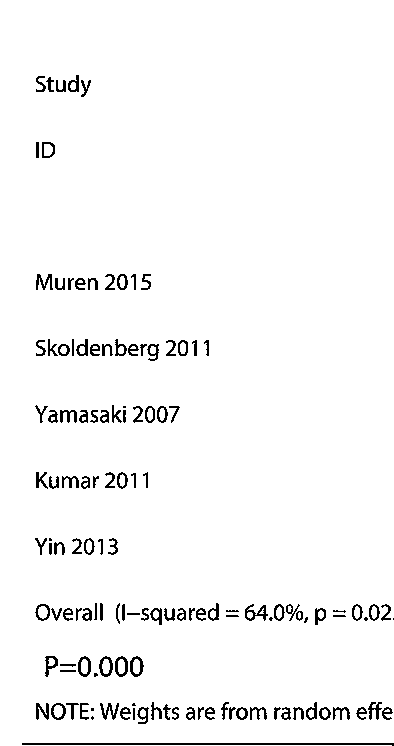 Study
ID
Muren 2015
Skoldenberg 2011
Yamasaki 2007
Kumar 2011
Yin 2013
Overall (I−squared = 64.0%, p = 0.02
P=0.000
NOTE: Weights are from random effe